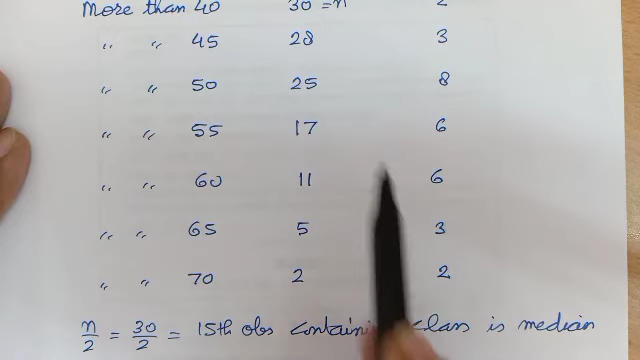 More than 40 30 = n 2
〃 〃 45 28 3
〃 〃 50 25 8
〃 〃 55 17 6
〃 〃 60 11 6
〃 〃 65 5 3
〃 〃 70 2 2
n/2 = 30/2 = 15th obs containi class is median